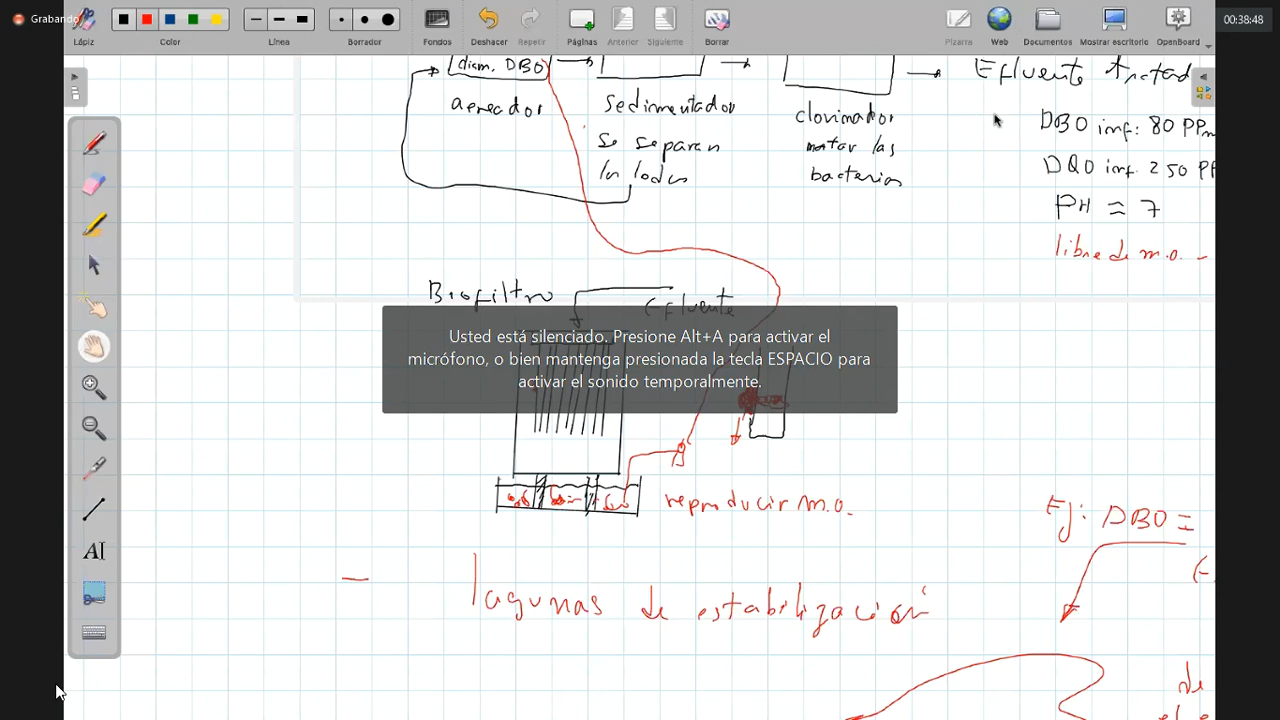 Grabando
Lápiz
Color
Línea
Borrador
Fondos
Deshacer
Repetir
Páginas
Anterior
Siguiente
Borrar
Pizarra
Web
Documentos
Mostrar escritorio
OpenBoard
00:38:48
dism. DBO
aereador
Sedimentador
Se separan
los lodos
clorinador
matar las
bacterias
Efluente tratad
DBO inf: 80 PPm
DQO inf. 250 PP
PH ≈ 7
libre de m.o. -
Biofiltro
Efluente
Usted está silenciado. Presione Alt+A para activar el
micrófono, o bien mantenga presionada la tecla ESPACIO para
activar el sonido temporalmente.
reproducir m.o.
Ej: DBO =
- lagunas de estabilización
de
AI